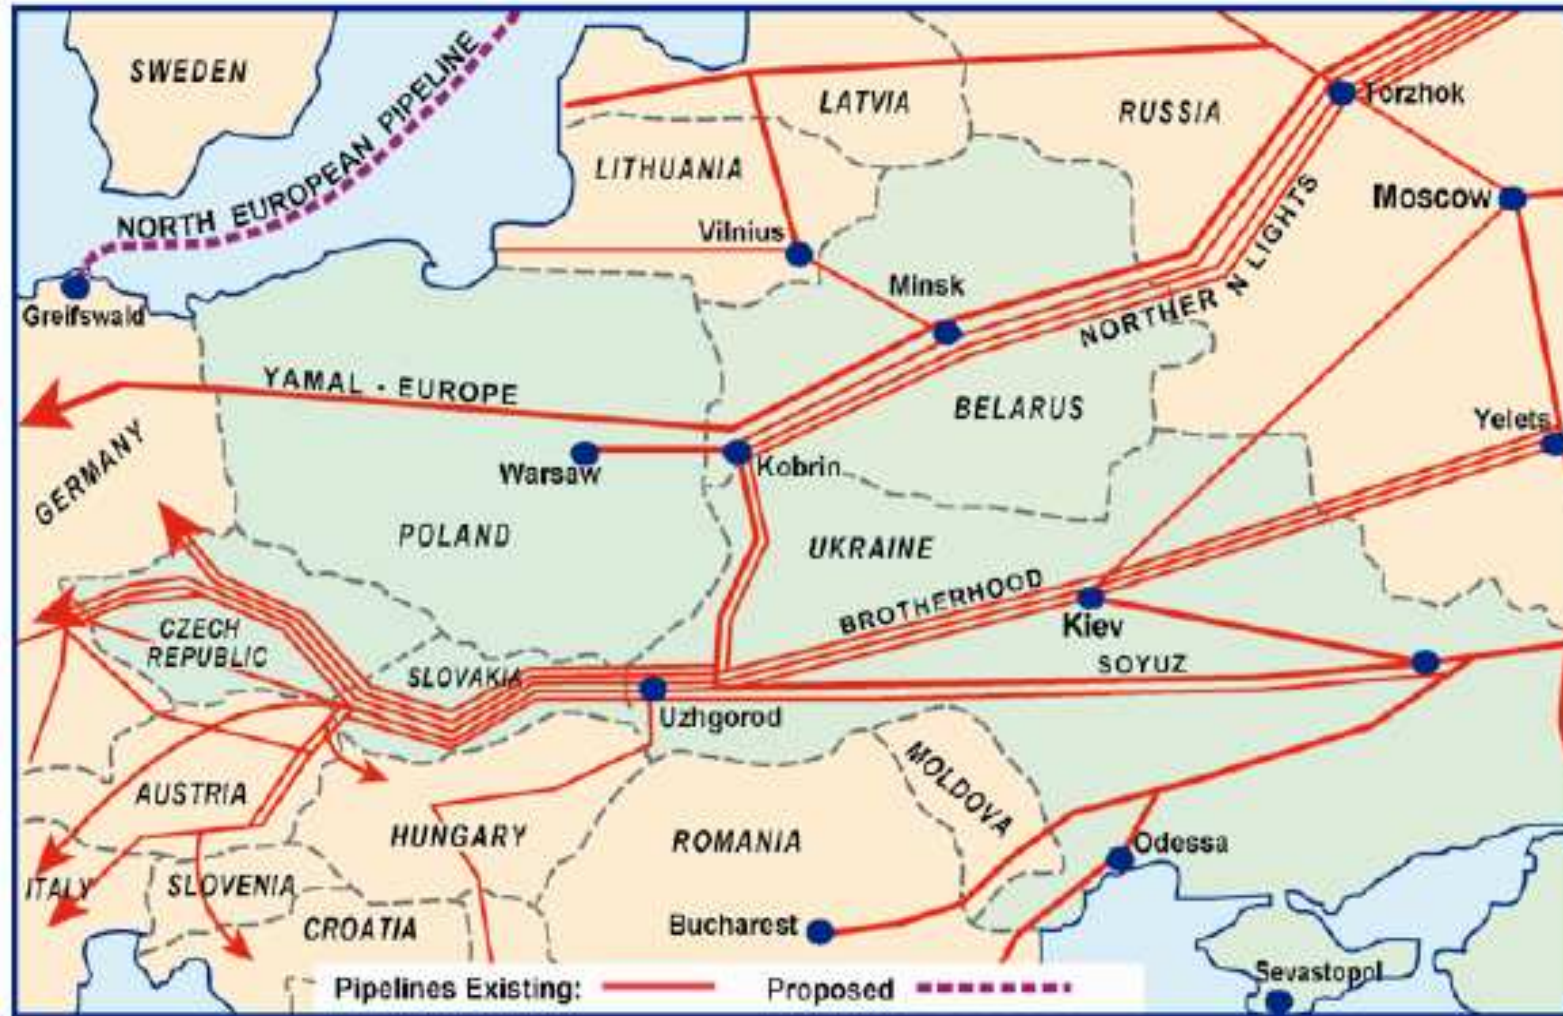 SWEDEN
NORTH EUROPEAN PIPELINE
LATVIA
RUSSIA
Torzhok
LITHUANIA
Moscow
Vilnius
Minsk
NORTHER N LIGHTS
Greifswald
YAMAL - EUROPE
BELARUS
Yelets
GERMANY
Warsaw
Kobrin
POLAND
UKRAINE
BROTHERHOOD
Kiev
CZECH
REPUBLIC
SLOVAKIA
SOYUZ
Uzhgorod
AUSTRIA
MOLDOVA
HUNGARY
ROMANIA
Odessa
ITALY
SLOVENIA
CROATIA
Bucharest
Sevastopol
Pipelines Existing:
Proposed